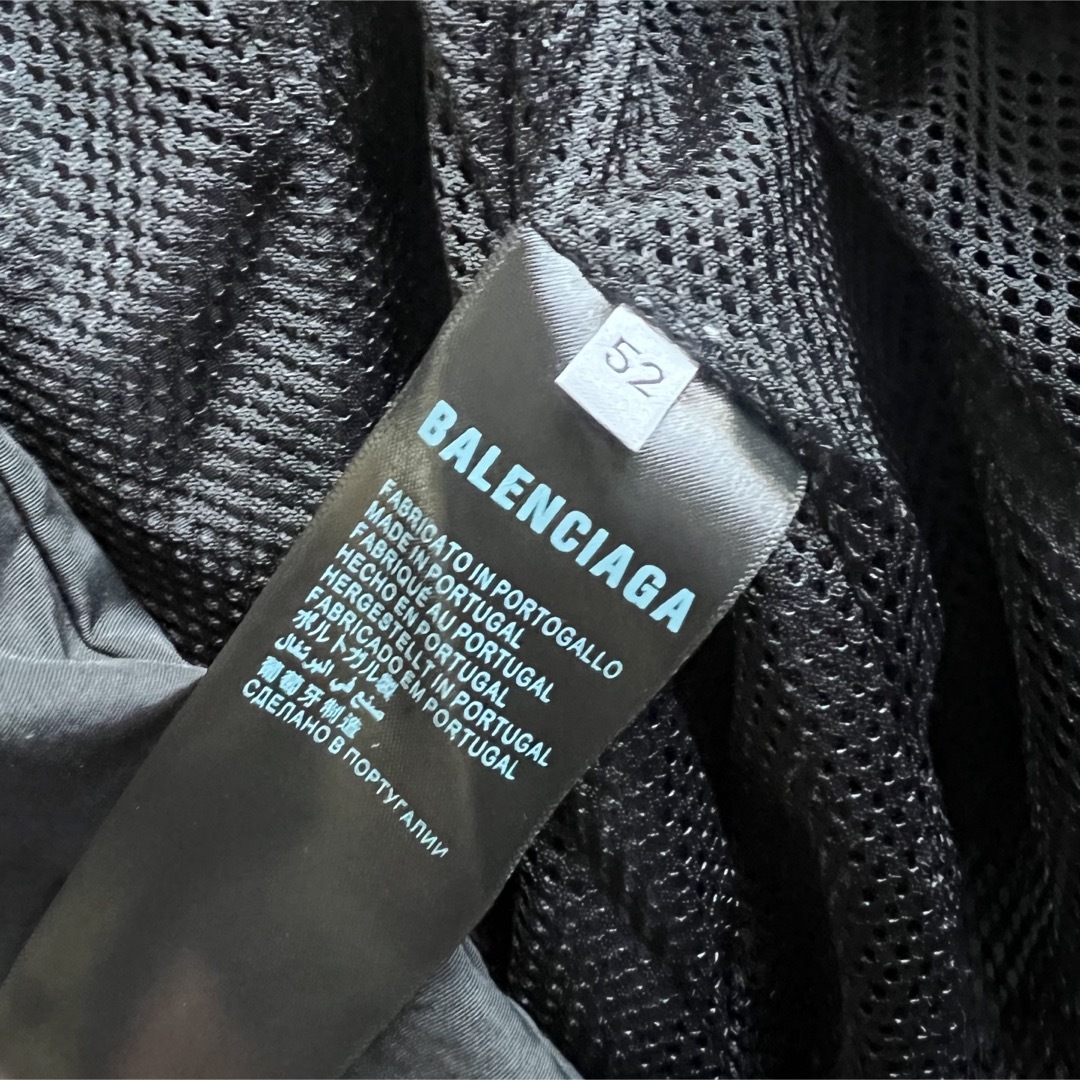 52
BALENCIAGA
FABRICATO IN PORTOGALLO
MADE IN PORTUGAL
FABRIQUÉ AU PORTUGAL
HECHO EN PORTUGAL
HERGESTELLT IN PORTUGAL
FABRICADO EM PORTUGAL
ポルトガル製
صنع في البرتغال
葡萄牙制造
СДЕЛАНО В ПОРТУГАЛИИ